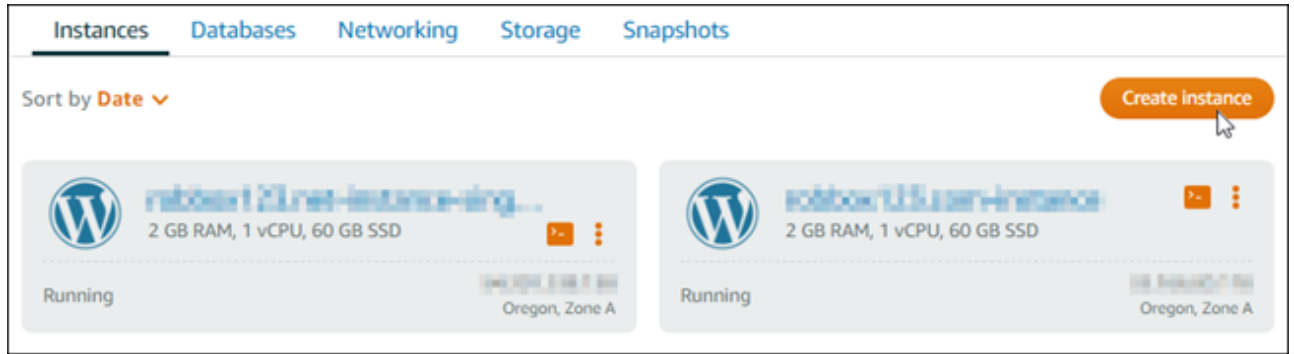 Instances Databases Networking Storage Snapshots
Sort by Date
Create instance
2 GB RAM, 1 vCPU, 60 GB SSD
Running
Oregon, Zone A
2 GB RAM, 1 vCPU, 60 GB SSD
Running
Oregon, Zone A